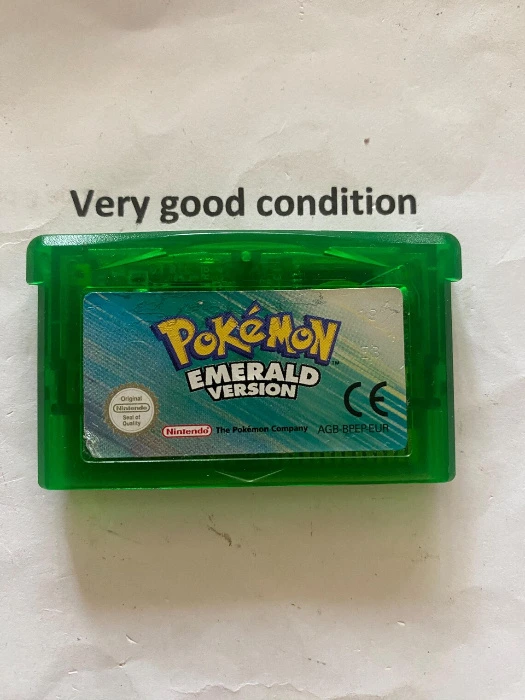 Very good condition
POKéMON
™
EMERALD
VERSION
Original
Nintendo
Seal of
Quality
CE
Nintendo® The Pokémon Company AGB-BPEP-EUR